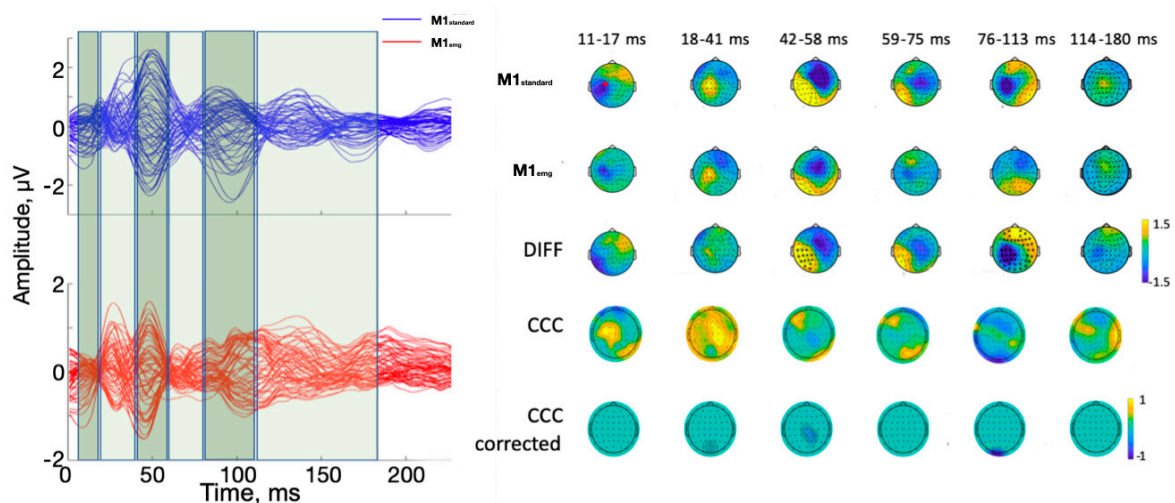 M1standard
M1emg
Amplitude, µV
2
0
-2
2
1
0
-2
0 50 100 150 200
Time, ms
11-17 ms 18-41 ms 42-58 ms 59-75 ms 76-113 ms 114-180 ms
M1standard
M1emg
DIFF
1.5
-1.5
CCC
CCC
corrected
1
-1